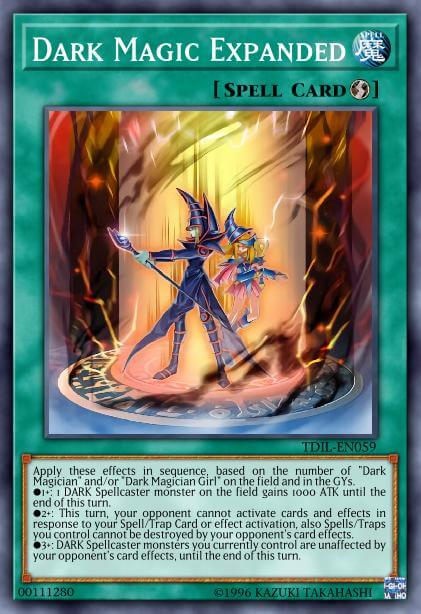 DARK MAGIC EXPANDED
SPELL
魔
[SPELL CARD]
TDIL-EN059
Apply these effects in sequence, based on the number of "Dark
Magician" and/or "Dark Magician Girl" on the field and in the GYs.
●1+: 1 DARK Spellcaster monster on the field gains 1000 ATK until the
end of this turn.
●2+: This turn, your opponent cannot activate cards and effects in
response to your Spell/Trap Card or effect activation, also Spells/Traps
you control cannot be destroyed by your opponent's card effects.
●3+: DARK Spellcaster monsters you currently control are unaffected by
your opponent's card effects, until the end of this turn.
00111280
©1996 KAZUKI TAKAHASHI